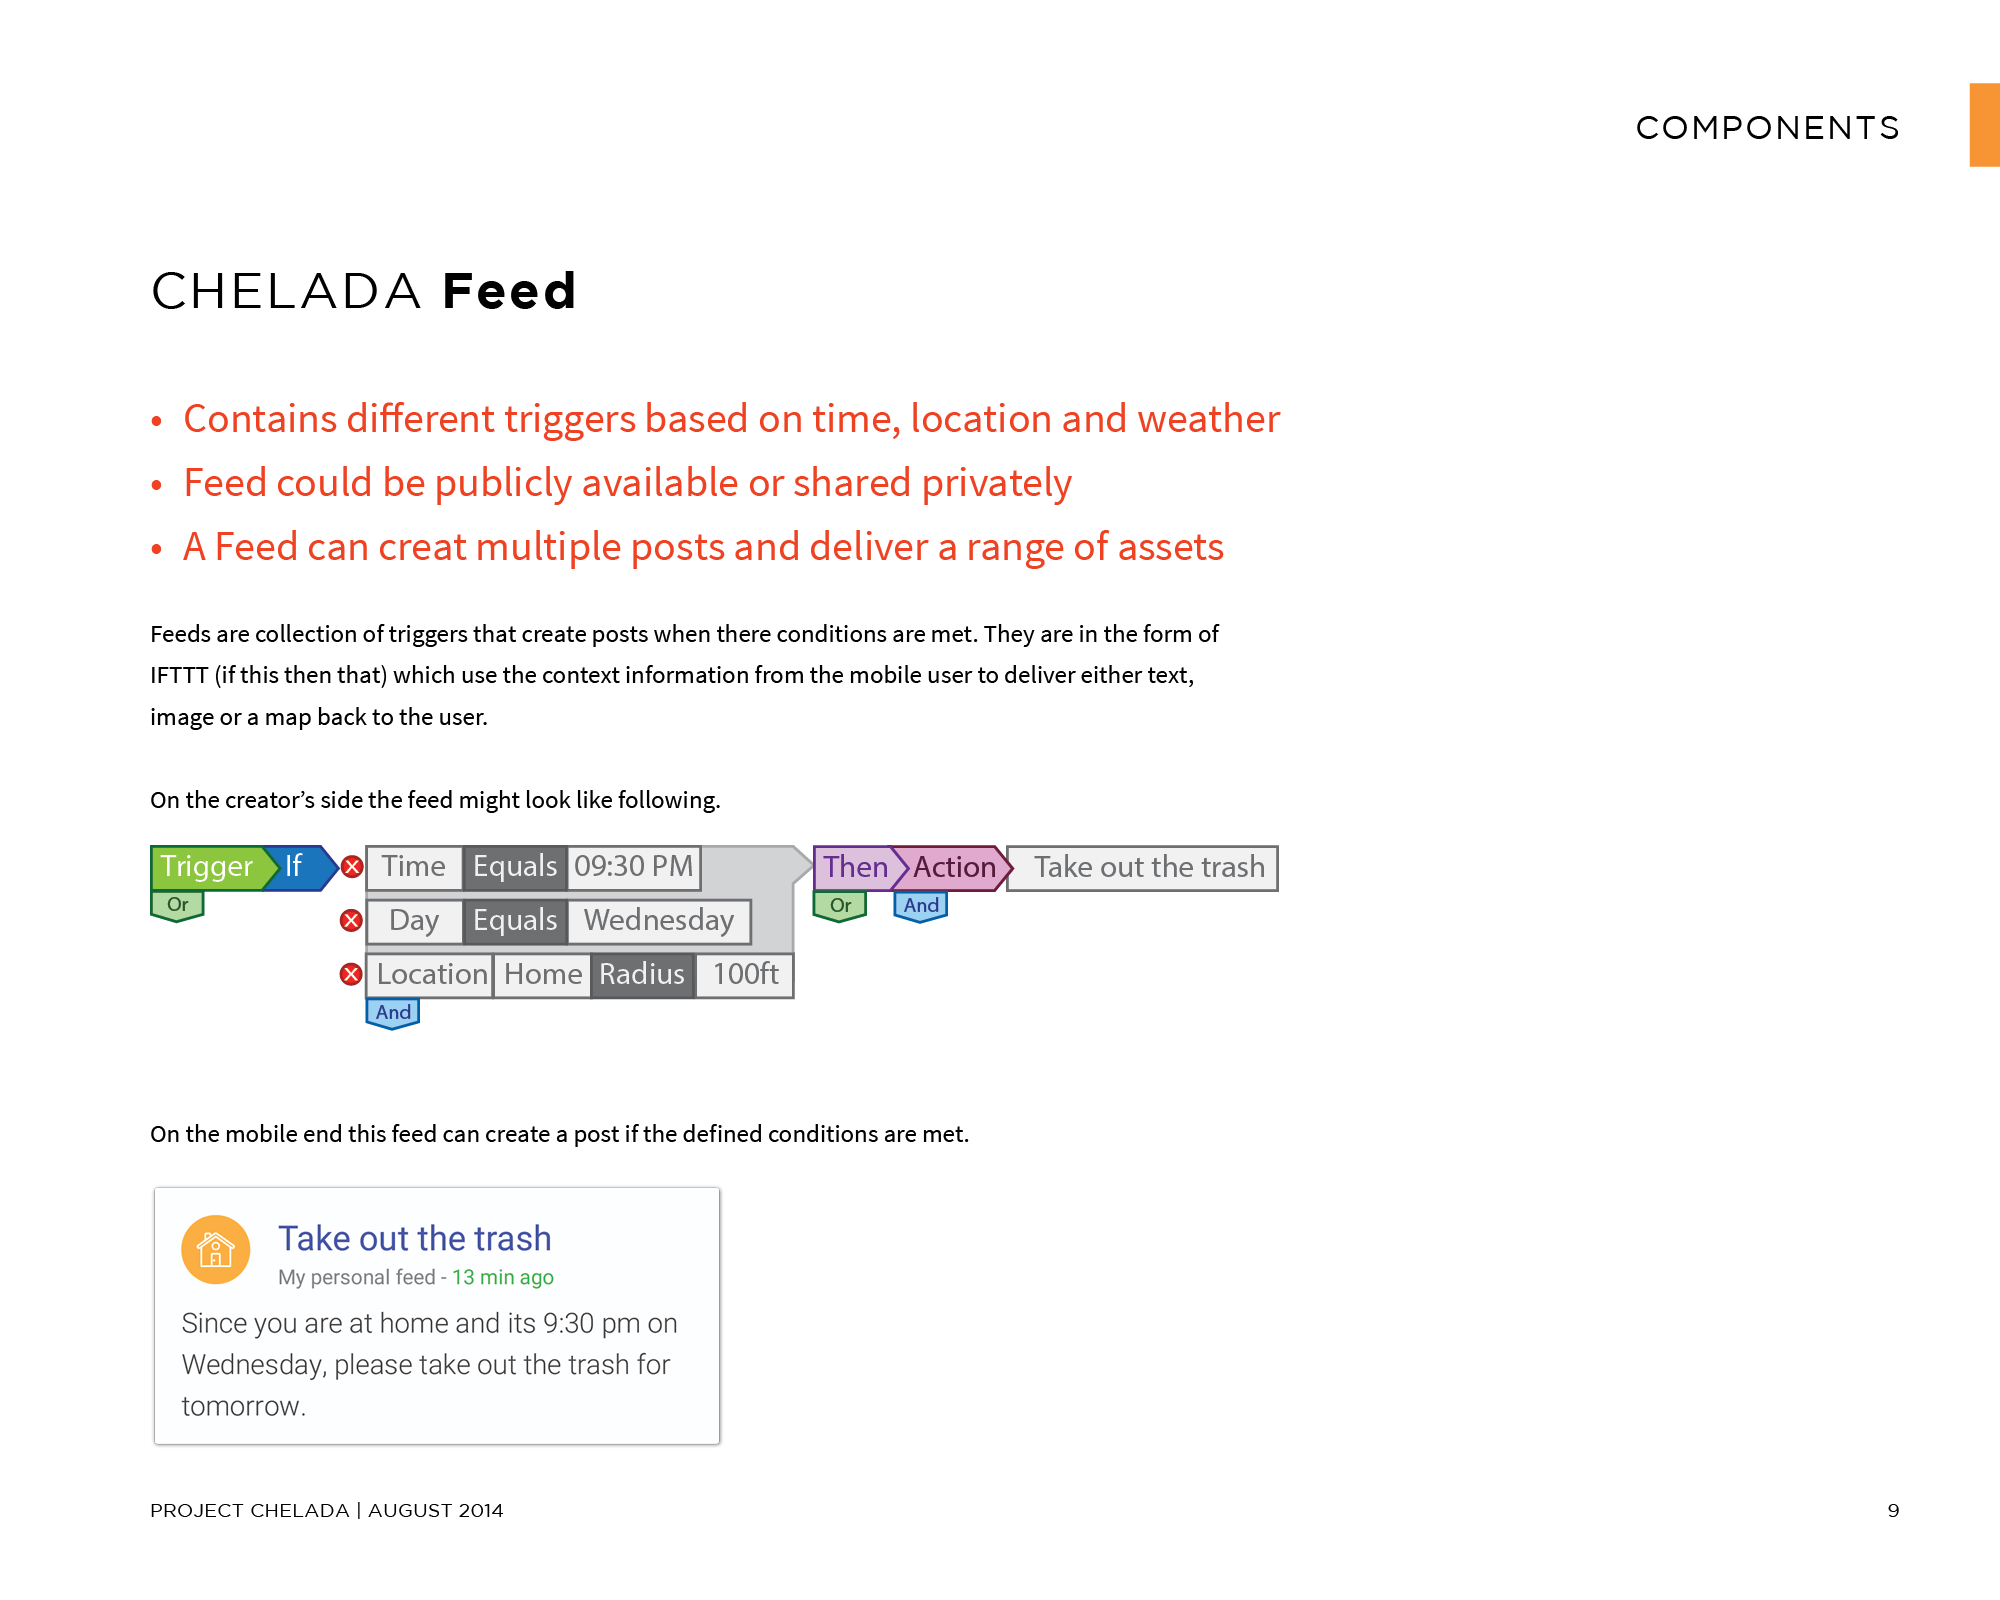 COMPONENTS
CHELADA Feed
• Contains different triggers based on time, location and weather
• Feed could be publicly available or shared privately
• A Feed can creat multiple posts and deliver a range of assets
Feeds are collection of triggers that create posts when there conditions are met. They are in the form of
IFTTT (if this then that) which use the context information from the mobile user to deliver either text,
image or a map back to the user.
On the creator’s side the feed might look like following.
Trigger If Time Equals 09:30 PM Then Action Take out the trash
Or Day Equals Wednesday Or And
Location Home Radius 100ft
And
On the mobile end this feed can create a post if the defined conditions are met.
Take out the trash
My personal feed - 13 min ago
Since you are at home and its 9:30 pm on
Wednesday, please take out the trash for
tomorrow.
PROJECT CHELADA | AUGUST 2014 9